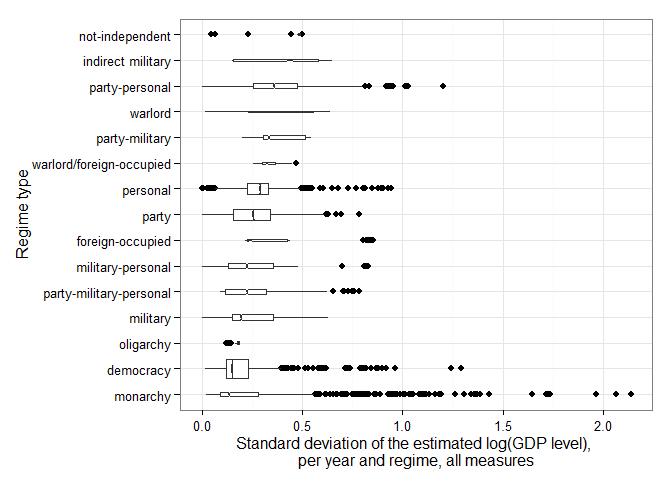 not-independent
indirect military
party-personal
warlord
party-military
warlord/foreign-occupied
personal
party
foreign-occupied
military-personal
party-military-personal
military
oligarchy
democracy
monarchy
Regime type
0.0 0.5 1.0 1.5 2.0
Standard deviation of the estimated log(GDP level),
per year and regime, all measures